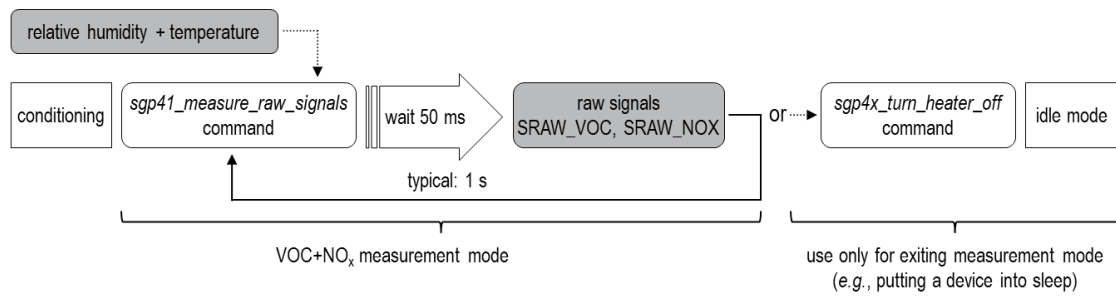 relative humidity + temperature
conditioning
sgp41_measure_raw_signals
command
wait 50 ms
raw signals
SRAW_VOC, SRAW_NOX
or
sgp4x_turn_heater_off
command
idle mode
typical: 1 s
VOC+NOx measurement mode
use only for exiting measurement mode
(e.g., putting a device into sleep)